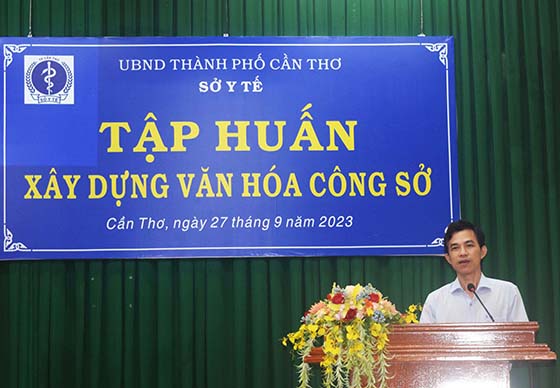 UBND THÀNH PHỐ CẦN THƠ
SỞ Y TẾ
TẬP HUẤN
XÂY DỰNG VĂN HÓA CÔNG SỞ
Cần Thơ, ngày 27 tháng 9 năm 2023